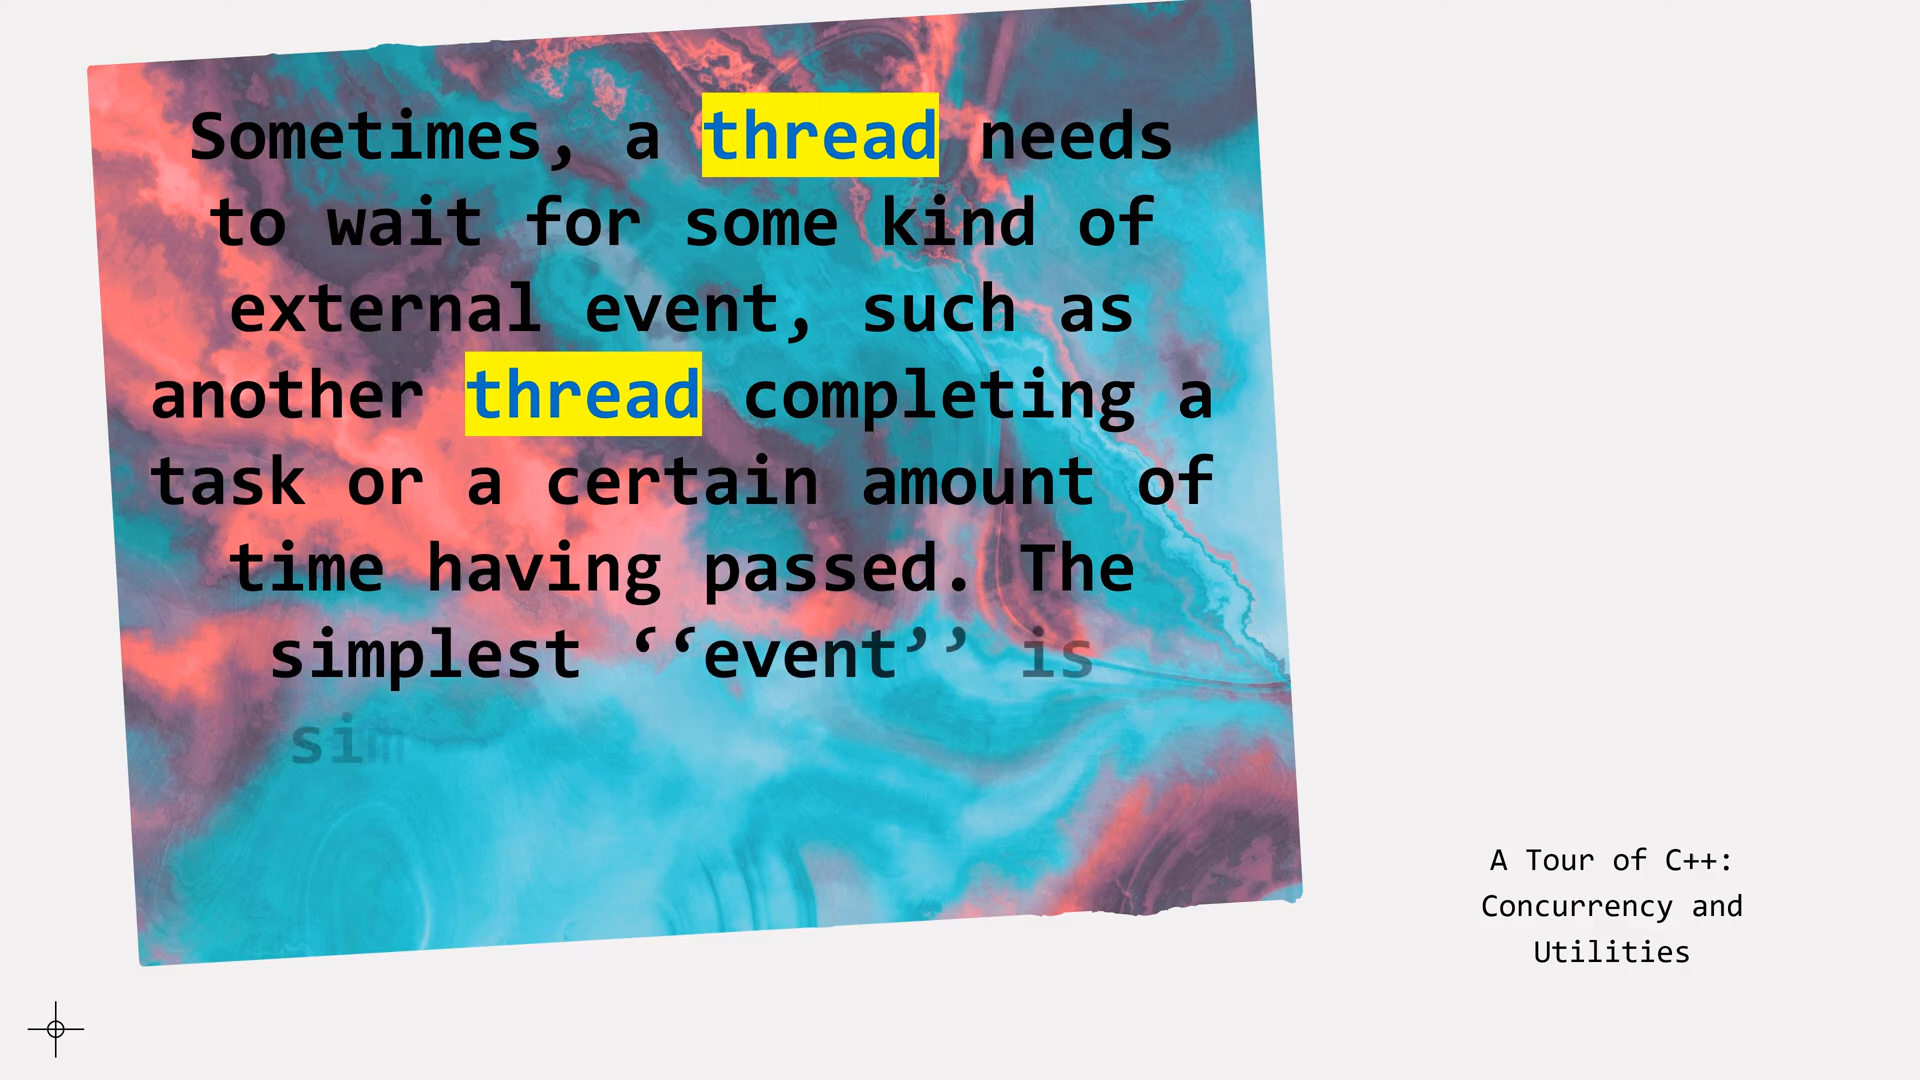 Sometimes, a thread needs
to wait for some kind of
external event, such as
another thread completing a
task or a certain amount of
time having passed. The
simplest ‘‘event’’ is
sim
A Tour of C++:
Concurrency and
Utilities